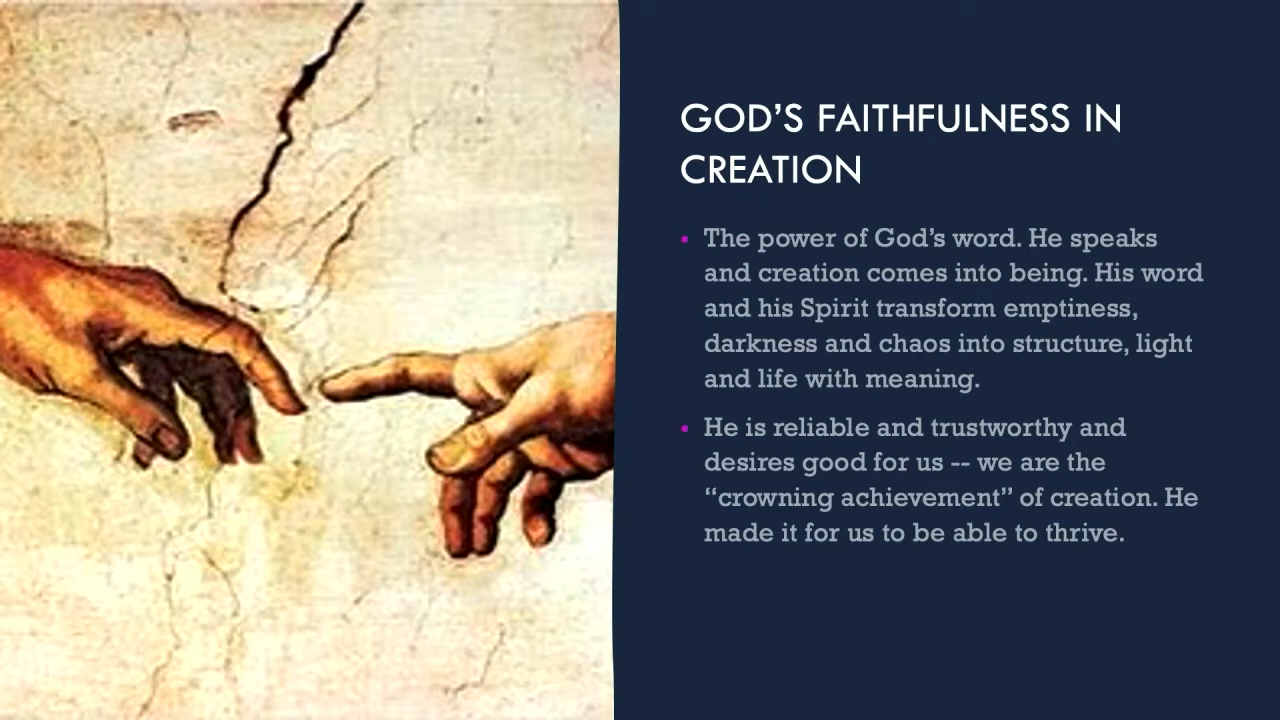 GOD’S FAITHFULNESS IN
CREATION
• The power of God’s word. He speaks
and creation comes into being. His word
and his Spirit transform emptiness,
darkness and chaos into structure, light
and life with meaning.
• He is reliable and trustworthy and
desires good for us -- we are the
“crowning achievement” of creation. He
made it for us to be able to thrive.